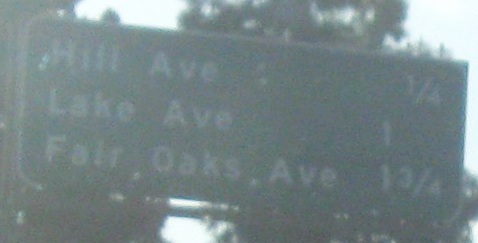 Hill Ave 1/4
Lake Ave 1
Fair Oaks Ave 1 3/4